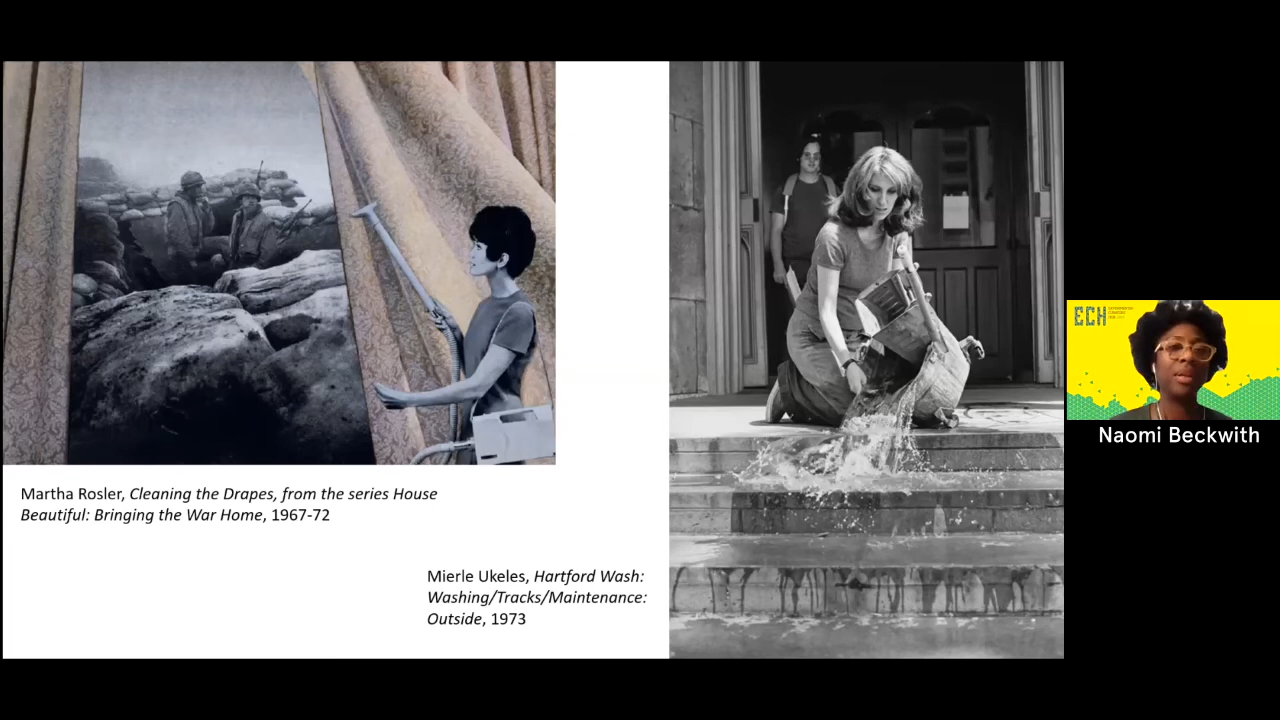 Martha Rosler, Cleaning the Drapes, from the series House
Beautiful: Bringing the War Home, 1967-72
Mierle Ukeles, Hartford Wash:
Washing/Tracks/Maintenance:
Outside, 1973
ECH
Naomi Beckwith